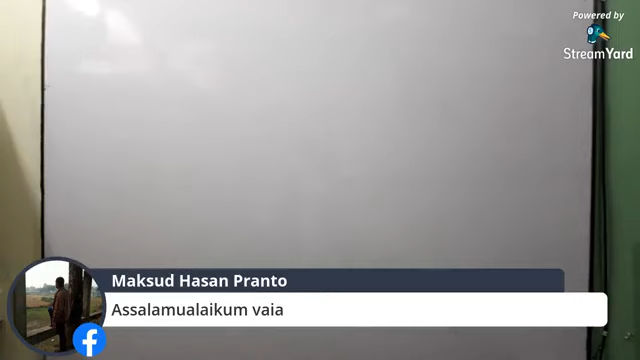 Powered by
StreamYard
Maksud Hasan Pranto
Assalamualaikum vaia